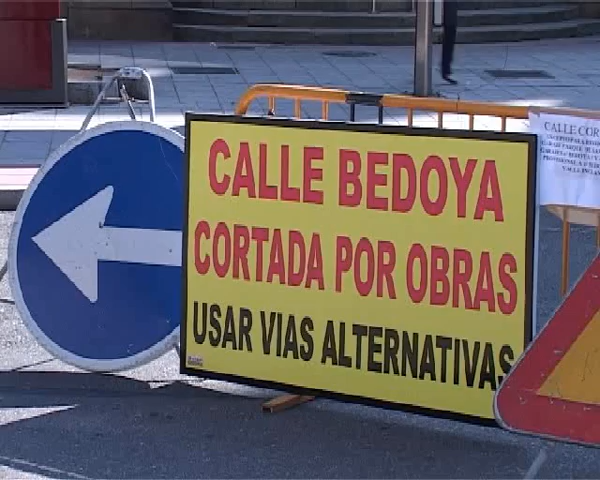 CALLE BEDOYA
CORTADA POR OBRAS
USAR VIAS ALTERNATIVAS
CALLE COR